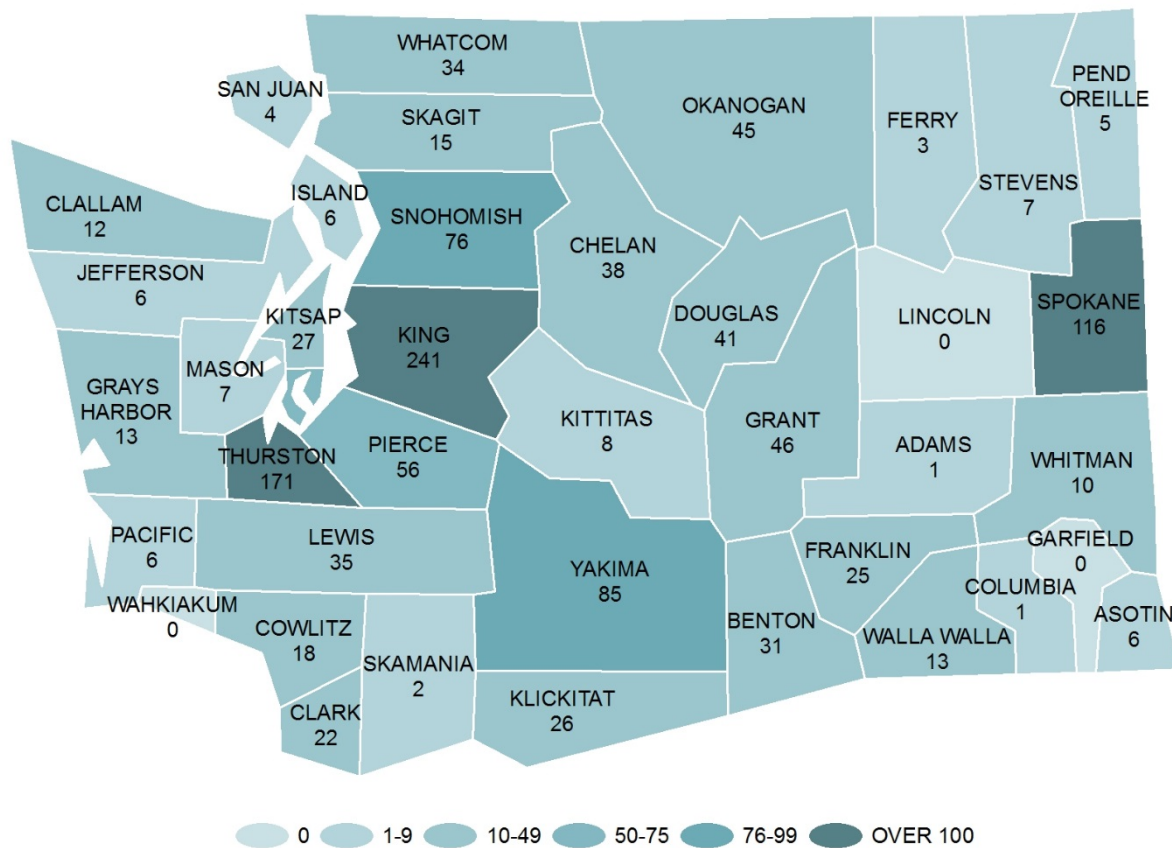 WHATCOM
34
SAN JUAN
4
SKAGIT
15
OKANOGAN
45
FERRY
3
PEND
OREILLE
5
STEVENS
7
CLALLAM
12
ISLAND
6
SNOHOMISH
76
CHELAN
38
JEFFERSON
6
KITSAP
27
KING
241
DOUGLAS
41
LINCOLN
0
SPOKANE
116
MASON
7
GRAYS
HARBOR
13
KITTITAS
8
GRANT
46
ADAMS
1
WHITMAN
10
THURSTON
171
PIERCE
56
PACIFIC
6
LEWIS
35
YAKIMA
85
FRANKLIN
25
GARFIELD
0
COLUMBIA
1
ASOTIN
6
WAHKIAKUM
0
COWLITZ
18
SKAMANIA
2
BENTON
31
WALLA WALLA
13
CLARK
22
KLICKITAT
26
0 1-9 10-49 50-75 76-99 OVER 100